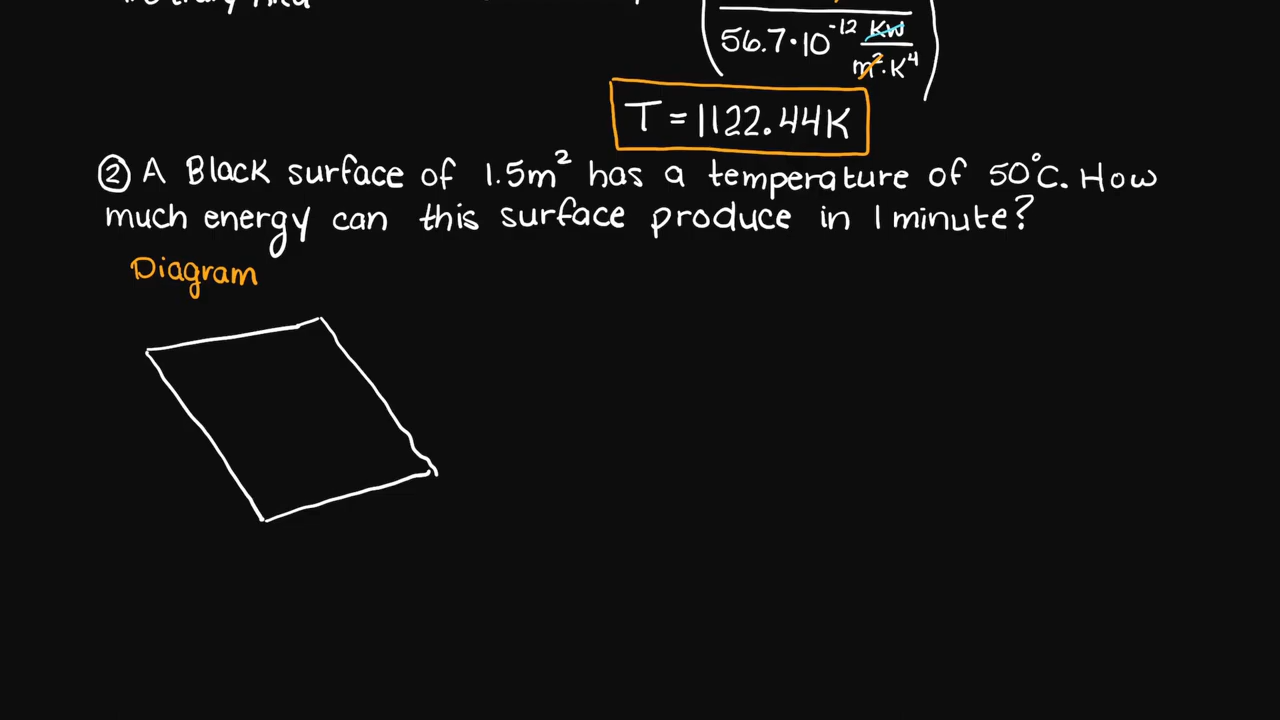 56.7·10⁻¹² Kw
m²·K⁴
T = 1122.44K
② A Black surface of 1.5m² has a temperature of 50°C. How
much energy can this surface produce in 1 minute?
Diagram